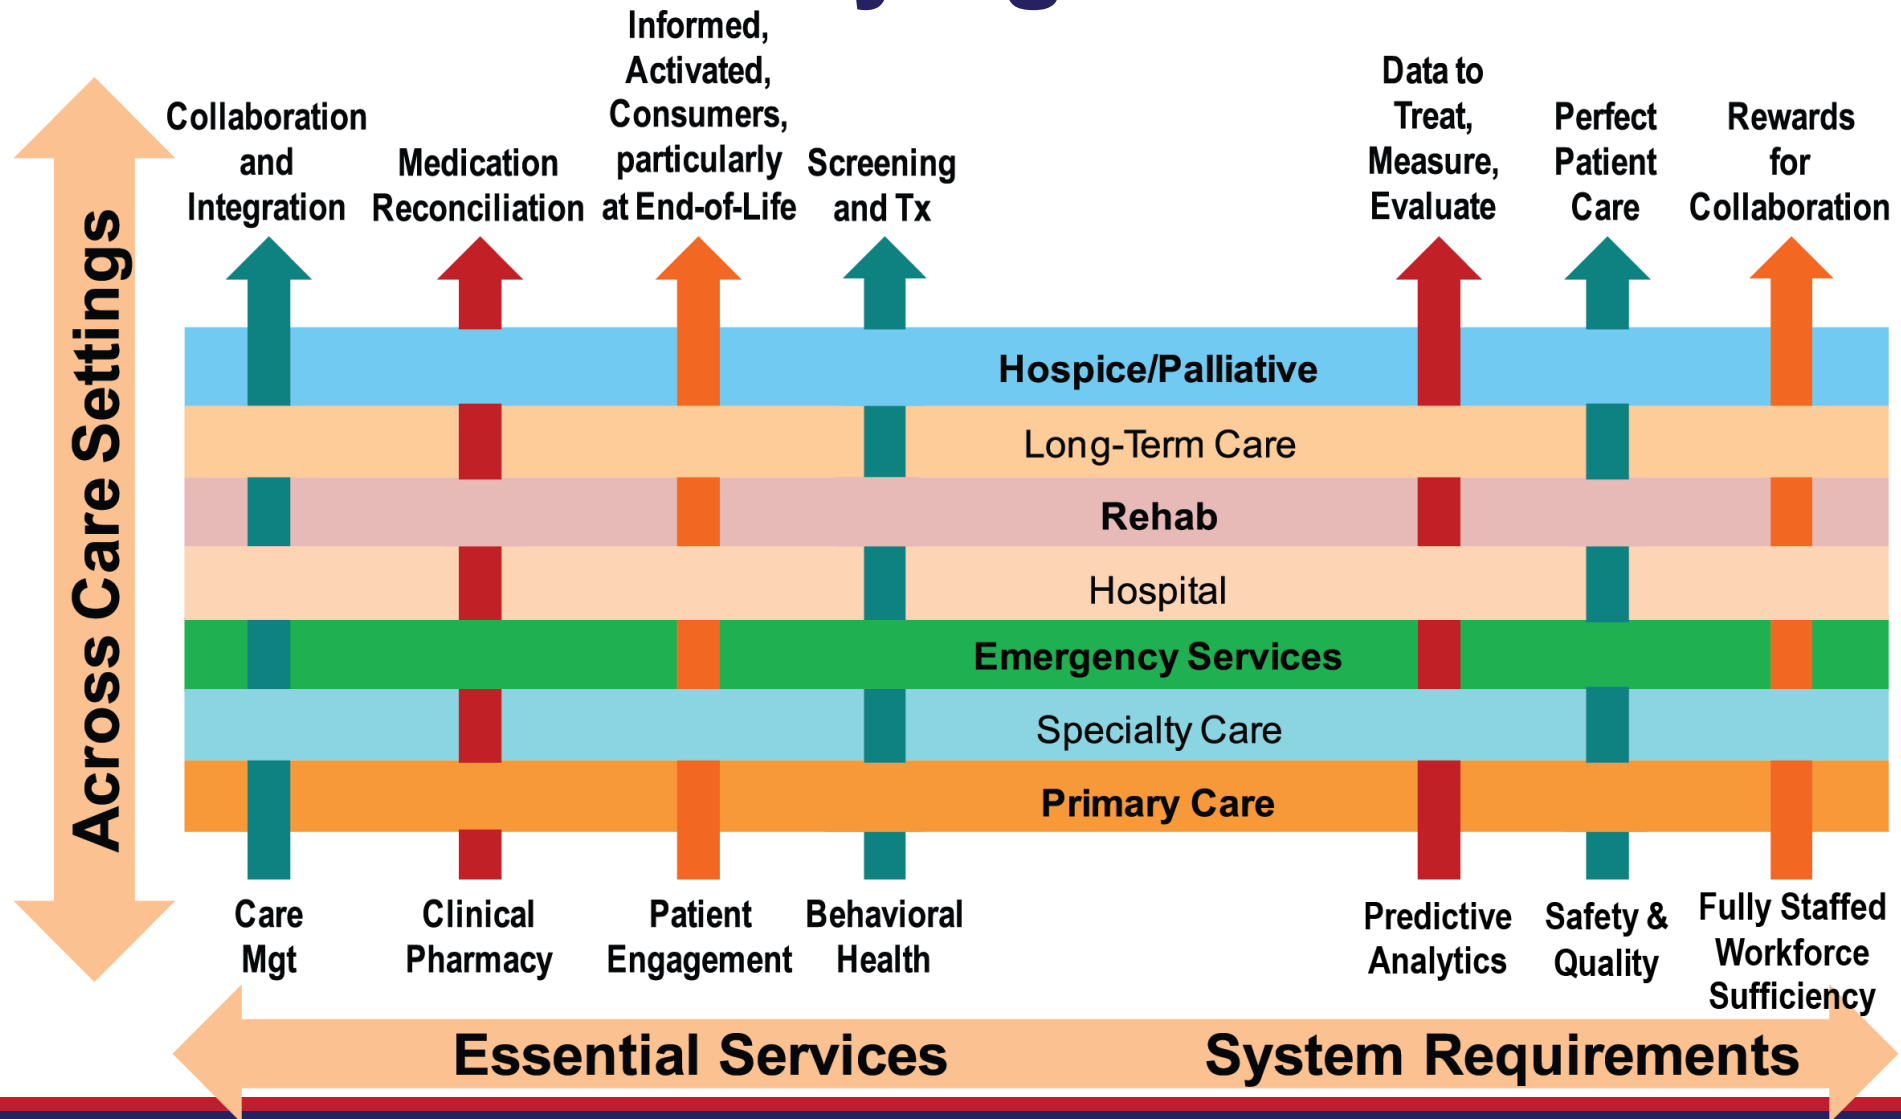 Informed,
Activated,
Consumers,
particularly
at End-of-Life
Collaboration
and
Integration
Medication
Reconciliation
Screening
and Tx
Data to
Treat,
Measure,
Evaluate
Perfect
Patient
Care
Rewards
for
Collaboration
Across Care Settings
Hospice/Palliative
Long-Term Care
Rehab
Hospital
Emergency Services
Specialty Care
Primary Care
Care
Mgt
Clinical
Pharmacy
Patient
Engagement
Behavioral
Health
Predictive
Analytics
Safety &
Quality
Fully Staffed
Workforce
Sufficiency
Essential Services
System Requirements